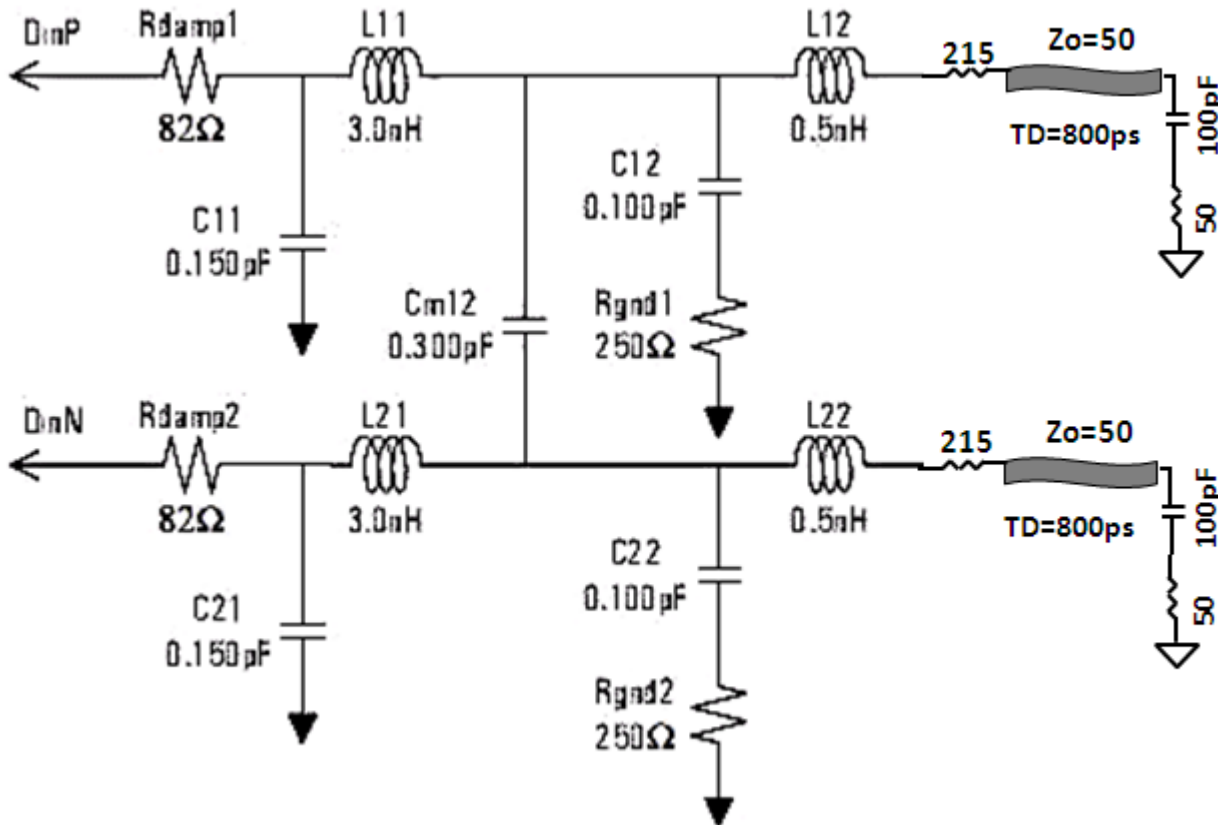 DinP
Rdamp1
82Ω
L11
3.0nH
L12
0.5nH
215
Zo=50
TD=800ps
100pF
50
C11
0.150pF
Cm12
0.300pF
C12
0.100pF
Rgnd1
250Ω
DinN
Rdamp2
82Ω
L21
3.0nH
L22
0.5nH
215
Zo=50
TD=800ps
100pF
50
C21
0.150pF
C22
0.100pF
Rgnd2
250Ω